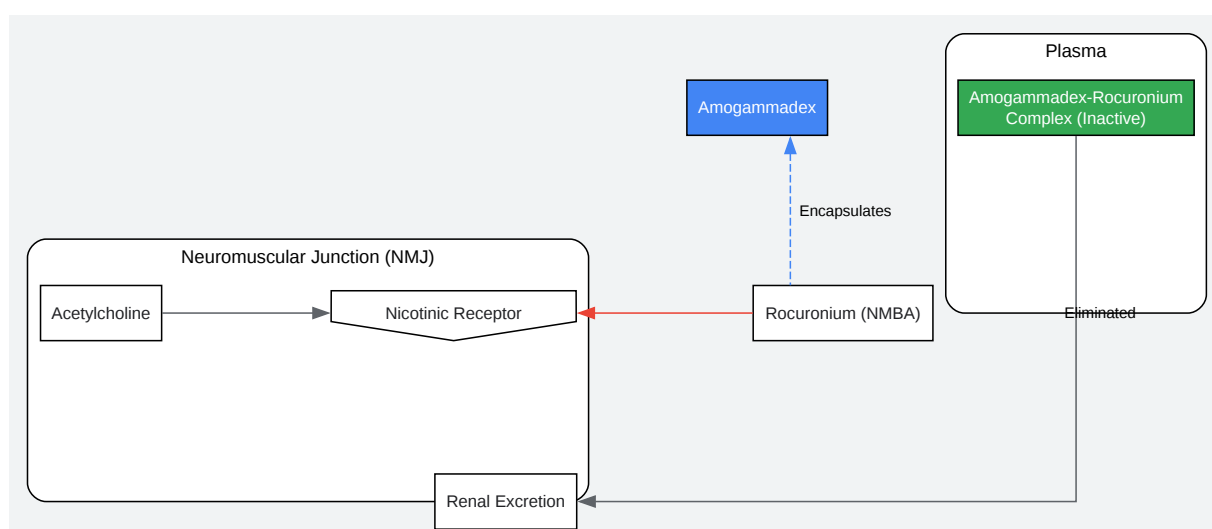 Plasma
Amogammadex
Amogammadex-Rocuronium
Complex (Inactive)
Encapsulates
Neuromuscular Junction (NMJ)
Acetylcholine
Nicotinic Receptor
Rocuronium (NMBA)
Eliminated
Renal Excretion